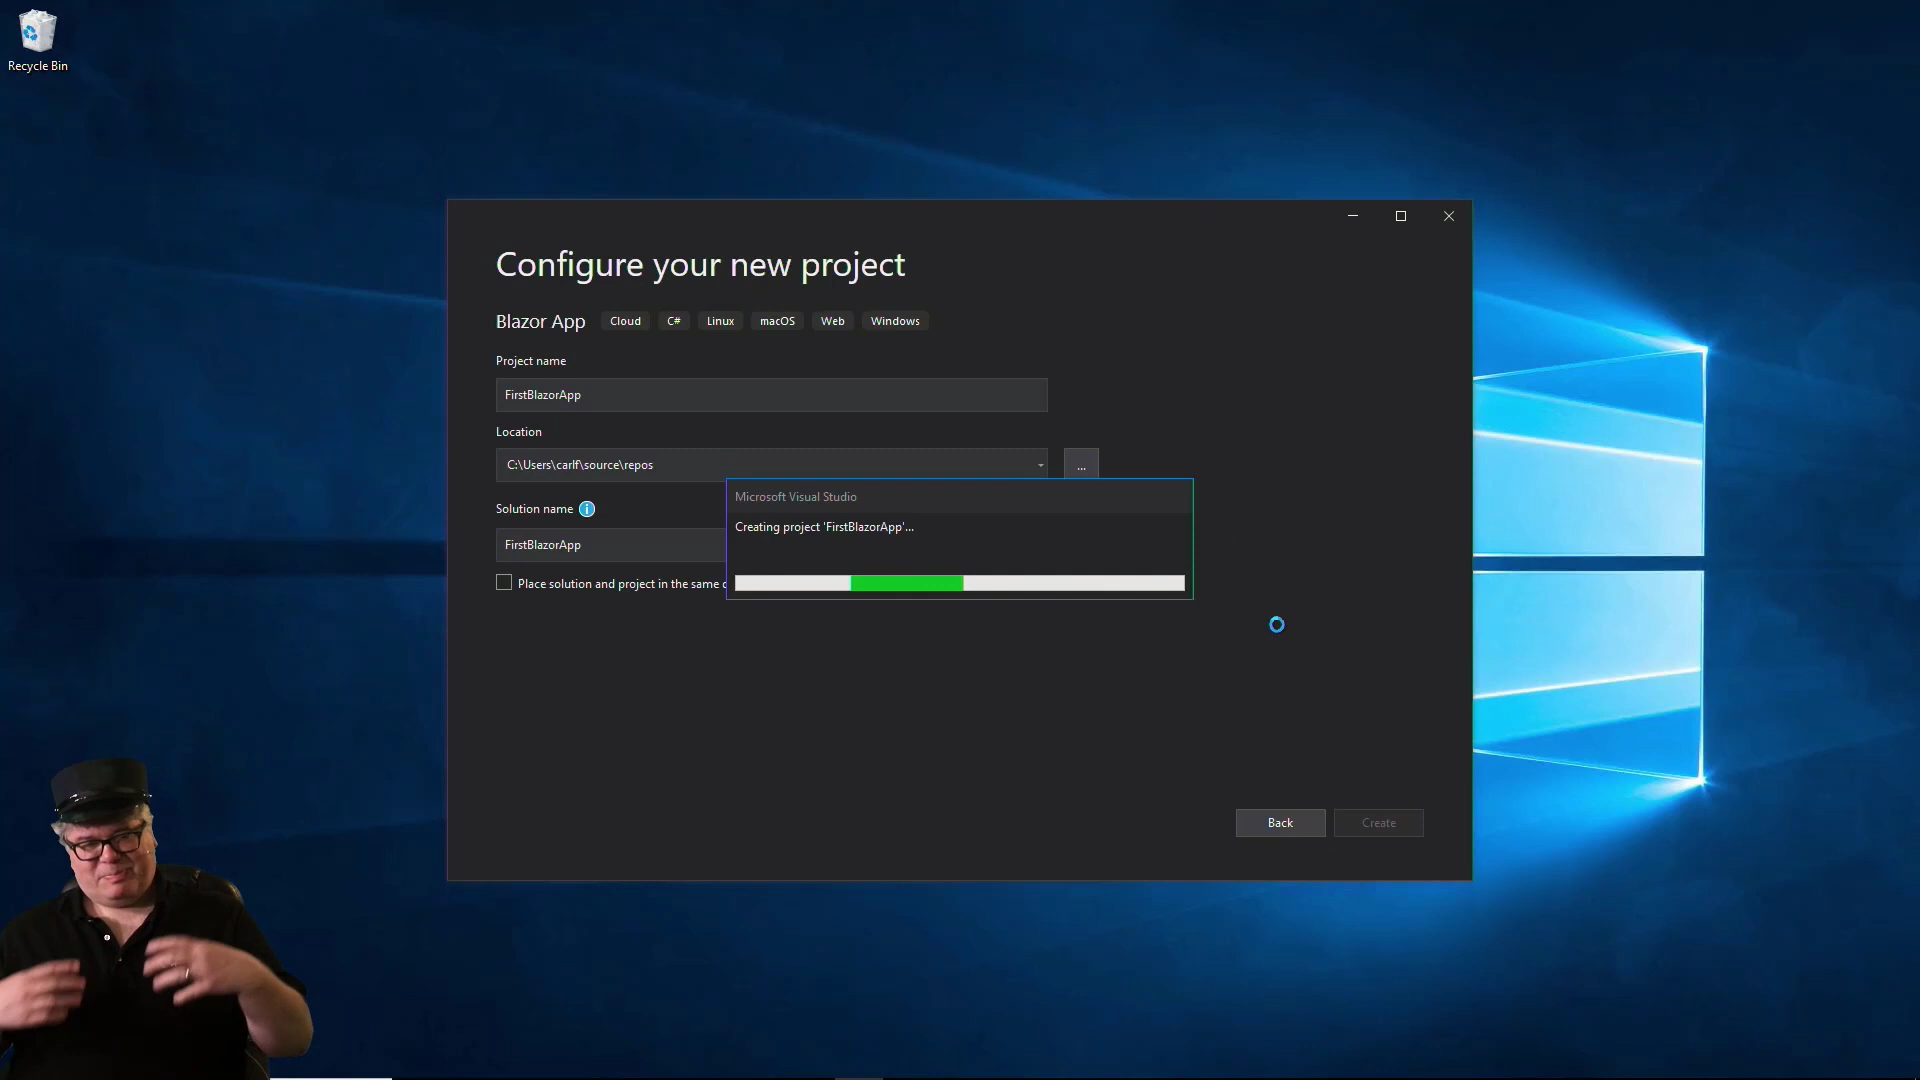 Recycle Bin
Configure your new project
Blazor App Cloud C# Linux macOS Web Windows
Project name
FirstBlazorApp
Location
C:\Users\carlf\source\repos
...
Solution name i
FirstBlazorApp
Place solution and project in the same
Microsoft Visual Studio
Creating project 'FirstBlazorApp'...
Back Create